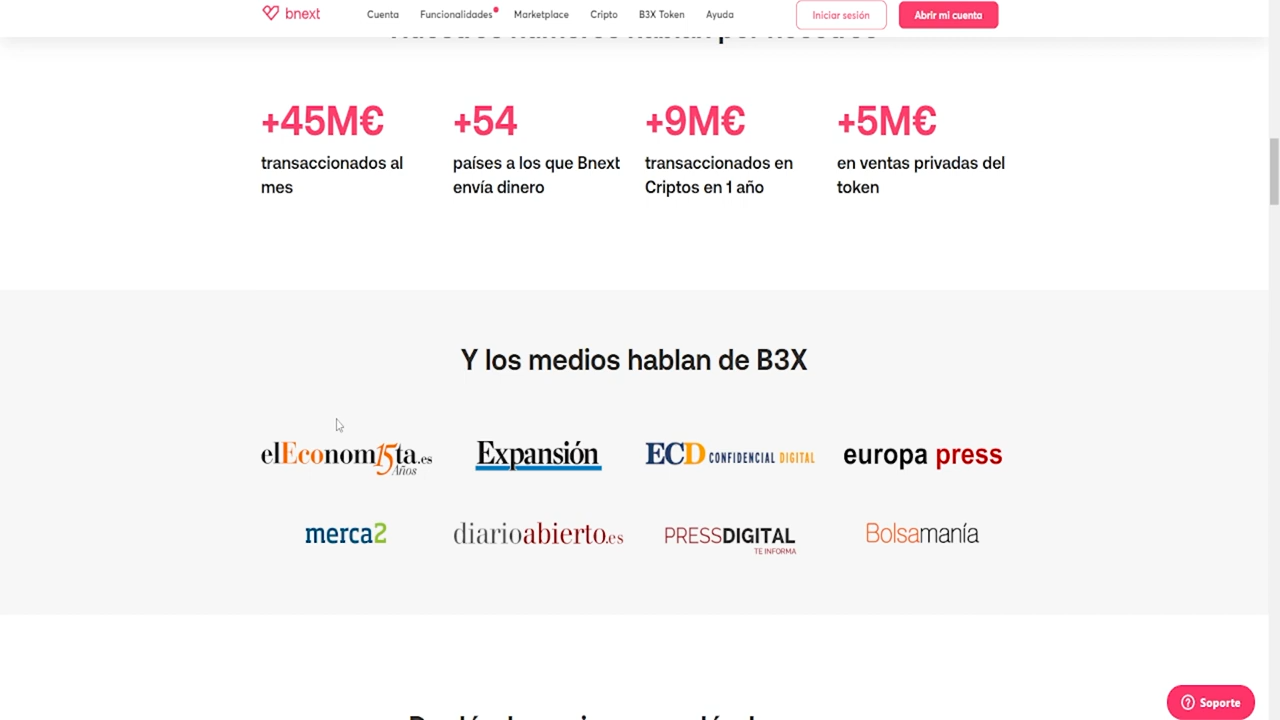 bnext
Cuenta
Funcionalidades
Marketplace
Cripto
B3X Token
Ayuda
Iniciar sesión
Abrir mi cuenta
+45M€
transaccionados al
mes
+54
países a los que Bnext
envía dinero
+9M€
transaccionados en
Criptos en 1 año
+5M€
en ventas privadas del
token
Y los medios hablan de B3X
elEconom15ta.es
Años
Expansión
ECD CONFIDENCIAL DIGITAL
europa press
merca2
diarioabierto.es
PRESSDIGITAL
TE INFORMA
Bolsamanía
Soporte